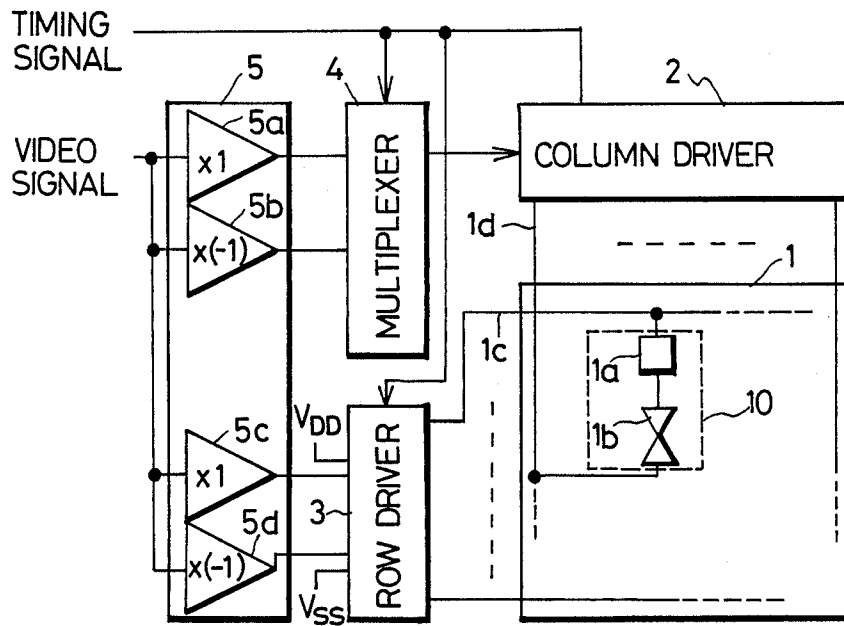 TIMING
SIGNAL
5
4
2
5a
VIDEO
SIGNAL
x1
MULTIPLEXER
COLUMN DRIVER
5b
x(-1)
1d
1
1c
1a
10
1b
5c
VDD
x1
3
ROW DRIVER
5d
x(-1)
VSS